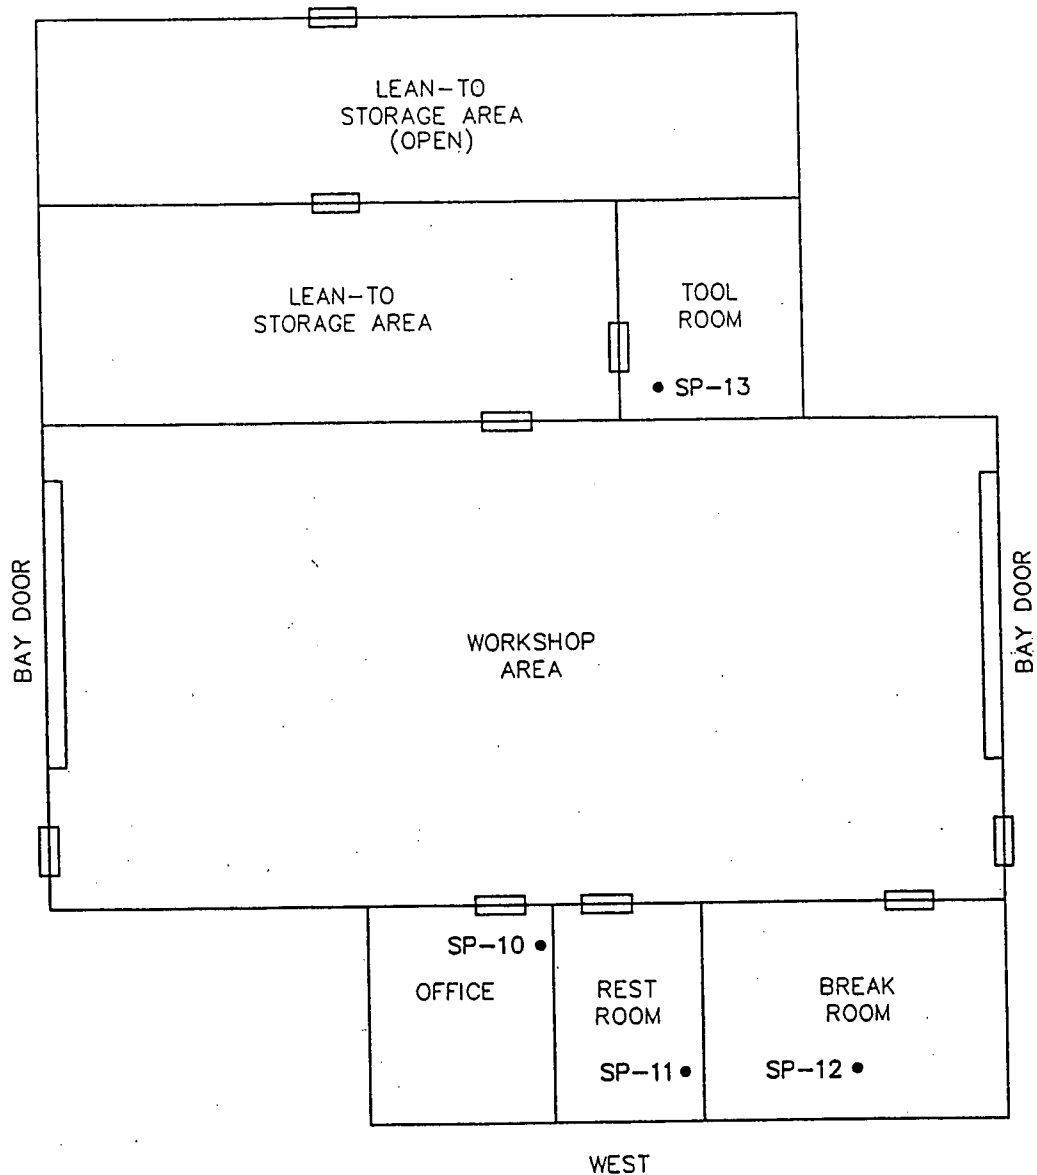 LEAN-TO
STORAGE AREA
(OPEN)
LEAN-TO
STORAGE AREA
TOOL
ROOM
SP-13
BAY DOOR
WORKSHOP
AREA
BAY DOOR
SP-10
OFFICE
REST
ROOM
SP-11
BREAK
ROOM
SP-12
WEST